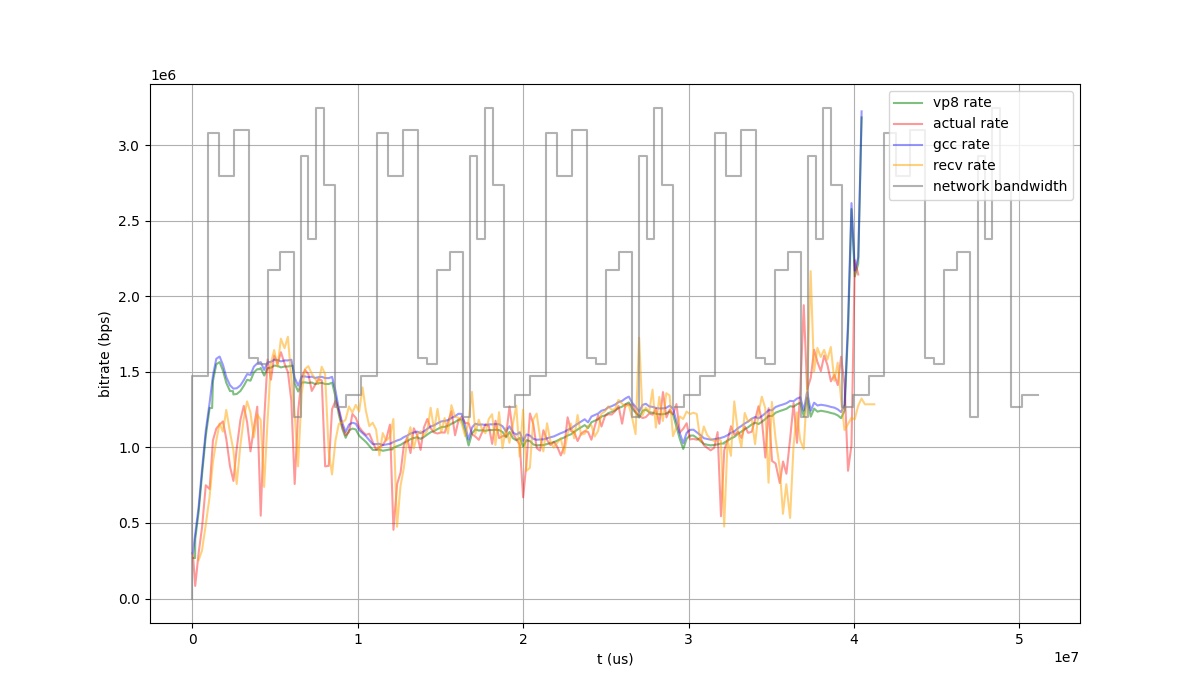 1e6
vp8 rate
actual rate
gcc rate
recv rate
network bandwidth
3.0
2.5
2.0
1.5
1.0
0.5
0.0
bitrate (bps)
0 1 2 3 4 5
t (us)
1e7